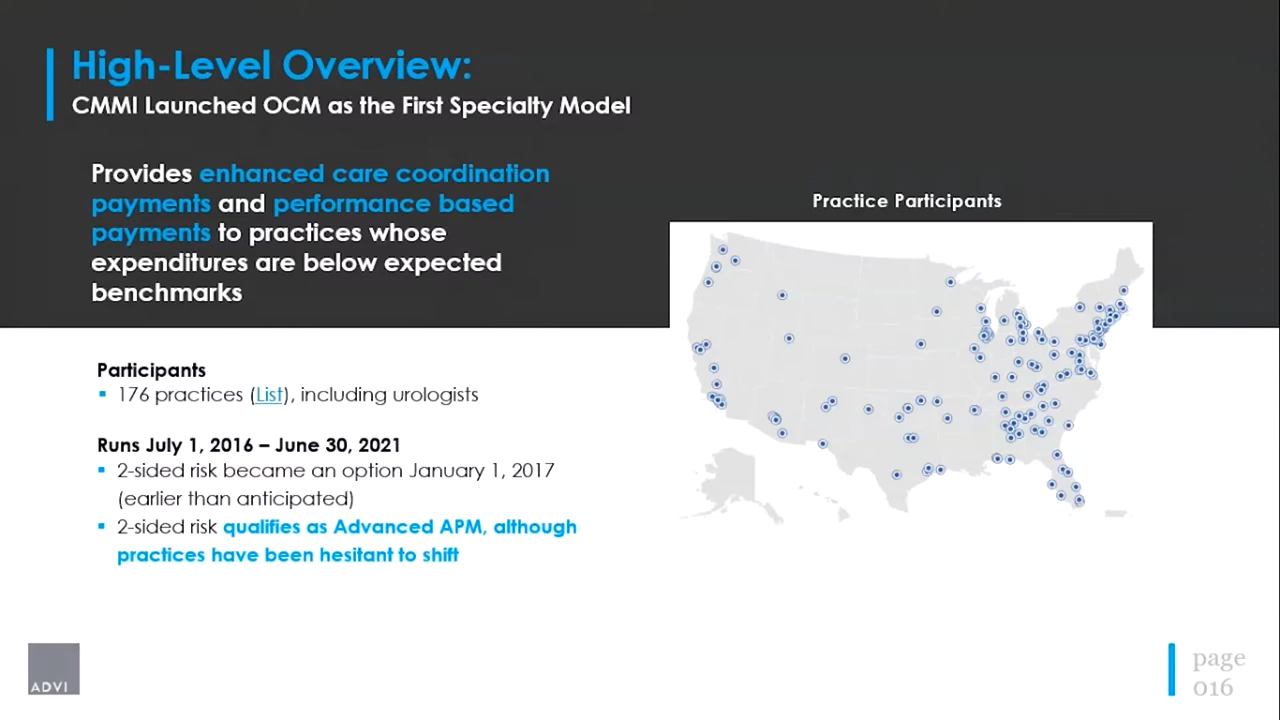 High-Level Overview:
CMMI Launched OCM as the First Specialty Model
Provides enhanced care coordination
payments and performance based
payments to practices whose
expenditures are below expected
benchmarks
Practice Participants
Participants
▪ 176 practices (List), including urologists
Runs July 1, 2016 – June 30, 2021
▪ 2-sided risk became an option January 1, 2017
(earlier than anticipated)
▪ 2-sided risk qualifies as Advanced APM, although
practices have been hesitant to shift
ADVI
page
016